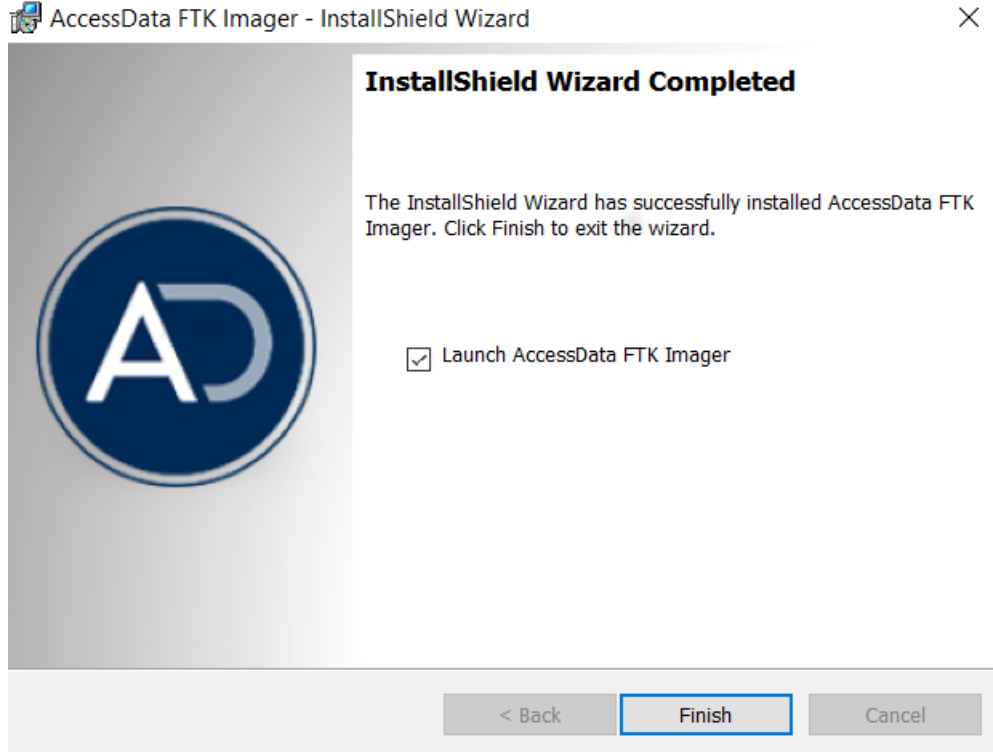 AccessData FTK Imager - InstallShield Wizard
InstallShield Wizard Completed
The InstallShield Wizard has successfully installed AccessData FTK
Imager. Click Finish to exit the wizard.
AD
Launch AccessData FTK Imager
< Back
Finish
Cancel